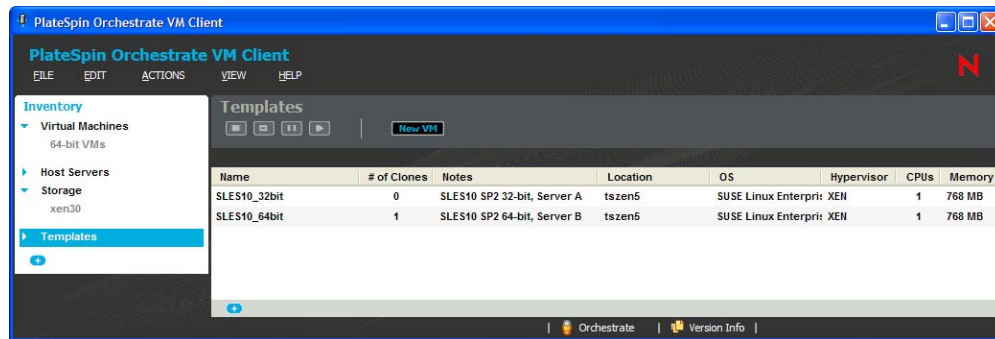 PlateSpin Orchestrate VM Client
PlateSpin Orchestrate VM Client
FILE EDIT ACTIONS VIEW HELP
N
Inventory
Virtual Machines
64-bit VMs
Host Servers
Storage
xen30
Templates
Templates
New VM
Name # of Clones Notes Location OS Hypervisor CPUs Memory
SLES10_32bit 0 SLES10 SP2 32-bit, Server A tszen5 SUSE Linux Enterpris XEN 1 768 MB
SLES10_64bit 1 SLES10 SP2 64-bit, Server B tszen5 SUSE Linux Enterpris XEN 1 768 MB
| Orchestrate | Version Info |